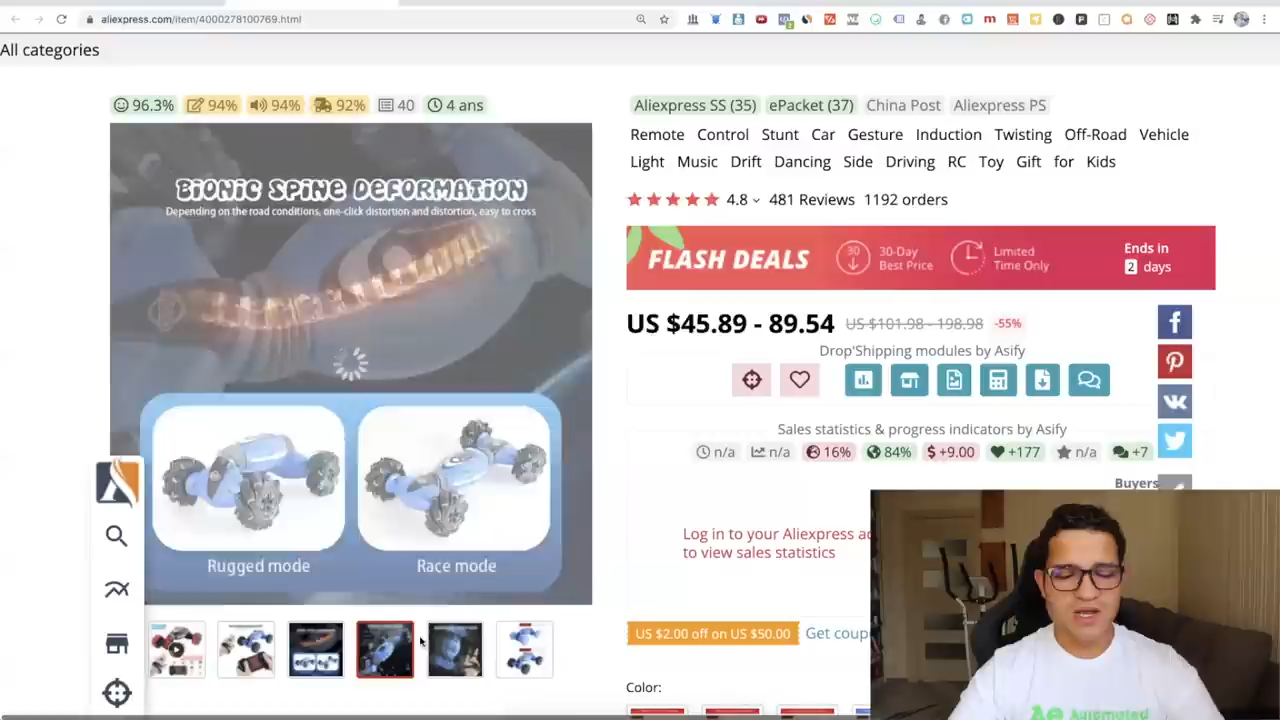 aliexpress.com/item/4000278100769.html
All categories
96.3% 94% 94% 92% 40 4 ans
Aliexpress SS (35) ePacket (37) China Post Aliexpress PS
Remote Control Stunt Car Gesture Induction Twisting Off-Road Vehicle
Light Music Drift Dancing Side Driving RC Toy Gift for Kids
4.8 481 Reviews 1192 orders
BIONIC SPINE DEFORMATION
Depending on the road conditions, one-click distortion and distortion, easy to cross
FLASH DEALS
30
30-Day
Best Price
Limited
Time Only
Ends in
2 days
US $45.89 - 89.54 US $101.98 - 198.98 -55%
Drop'Shipping modules by Asify
Sales statistics & progress indicators by Asify
n/a n/a 16% 84% +9.00 +177 n/a +7
Buyers
Log in to your Aliexpress ac
to view sales statistics
Rugged mode
Race mode
US $2.00 off on US $50.00 Get coup
Color:
Ae Automated